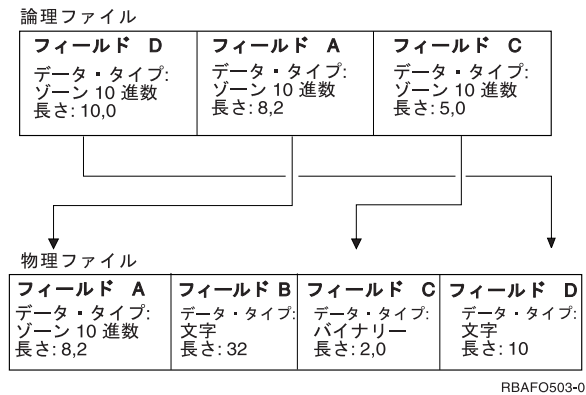 論理ファイル
フィールド D
データ・タイプ:
ゾーン 10 進数
長さ: 10,0
フィールド A
データ・タイプ:
ゾーン 10 進数
長さ: 8,2
フィールド C
データ・タイプ:
ゾーン 10 進数
長さ: 5,0
物理ファイル
フィールド A
データ・タイプ:
ゾーン 10 進数
長さ: 8,2
フィールド B
データ・タイプ:
文字
長さ: 32
フィールド C
データ・タイプ:
バイナリー
長さ: 2,0
フィールド D
データ・タイプ:
文字
長さ: 10
RBAFO503-0